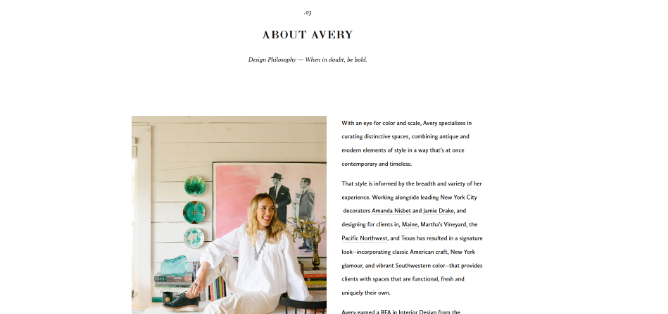 .03
ABOUT AVERY
Design Philosophy — When in doubt, be bold.
With an eye for color and scale, Avery specializes in
curating distinctive spaces, combining antique and
modern elements of style in a way that's at once
contemporary and timeless.
That style is informed by the breadth and variety of her
experience. Working alongside leading New York City
decorators Amanda Nisbet and Jamie Drake, and
designing for clients in, Maine, Martha's Vineyard, the
Pacific Northwest, and Texas has resulted in a signature
look--incorporating classic American craft, New York
glamour, and vibrant Southwestern color--that provides
clients with spaces that are functional, fresh and
uniquely their own.
Avery earned a BFA in Interior Design from the